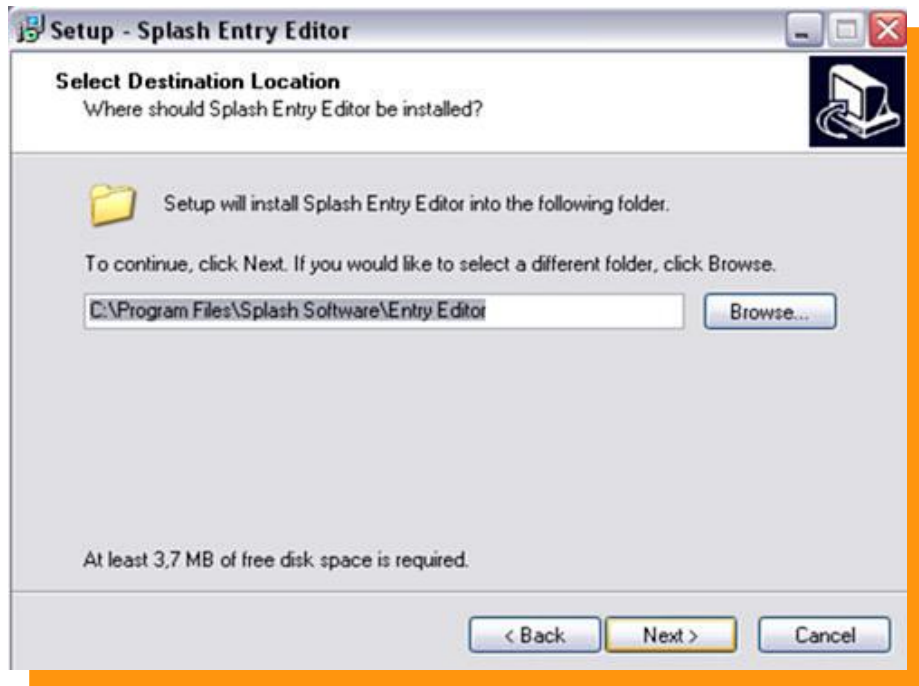 Setup - Splash Entry Editor
Select Destination Location
Where should Splash Entry Editor be installed?
Setup will install Splash Entry Editor into the following folder.
To continue, click Next. If you would like to select a different folder, click Browse.
C:\Program Files\Splash Software\Entry Editor
Browse...
At least 3,7 MB of free disk space is required.
< Back
Next >
Cancel